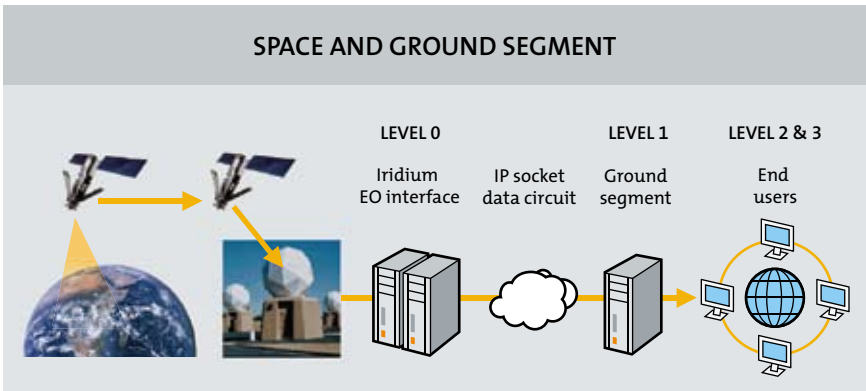 SPACE AND GROUND SEGMENT
LEVEL 0
Iridium
EO interface
IP socket
data circuit
LEVEL 1
Ground
segment
LEVEL 2 & 3
End
users